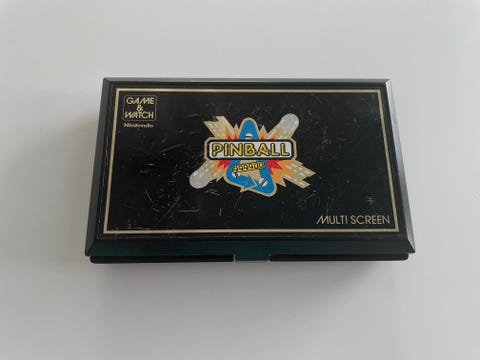 GAME
&
WATCH
Nintendo
PINBALL
MULTI SCREEN